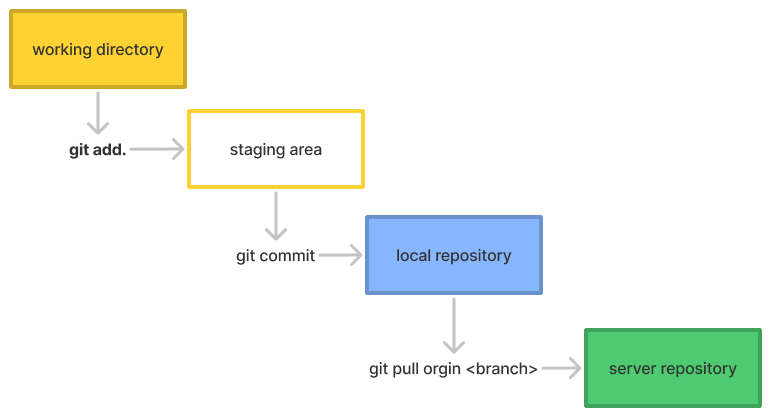 working directory
git add.
staging area
git commit
local repository
git pull orgin <branch>
server repository